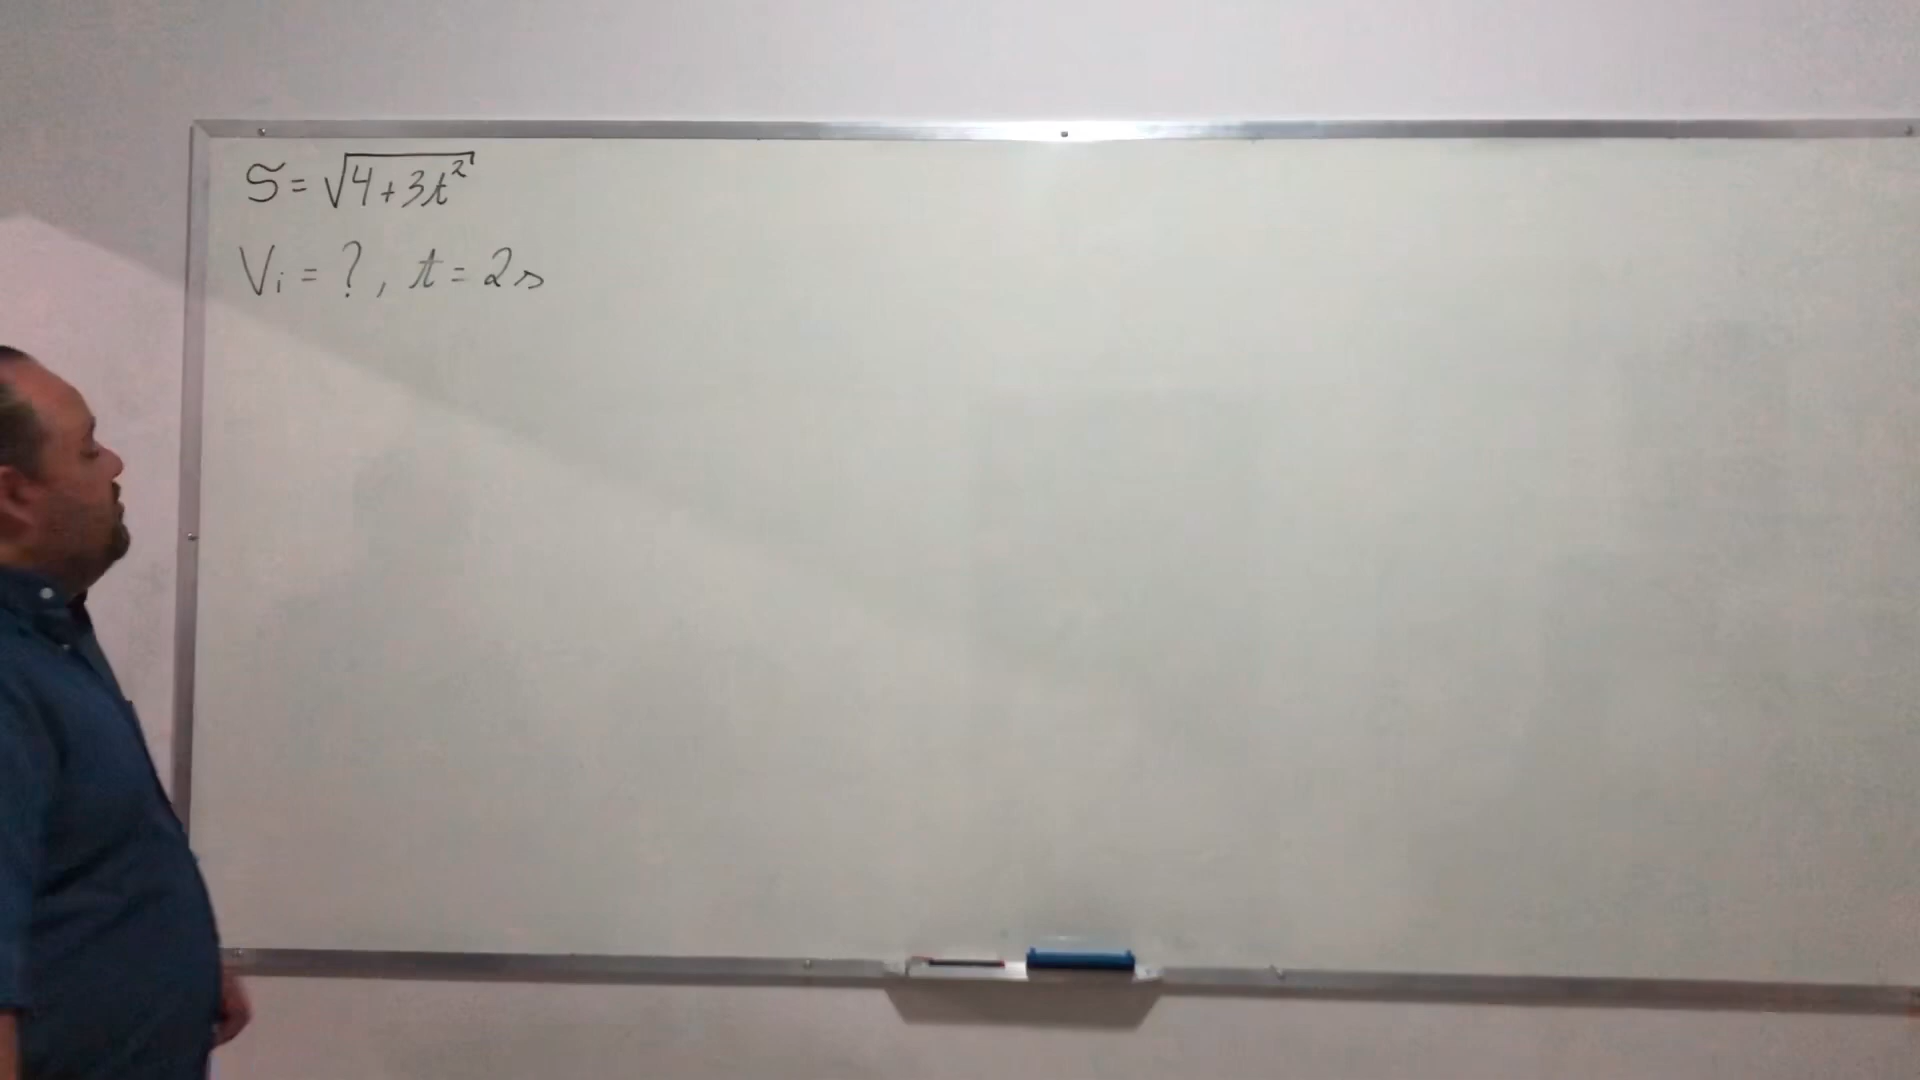 S = √4+3t²
Vi = ?, t = 2s